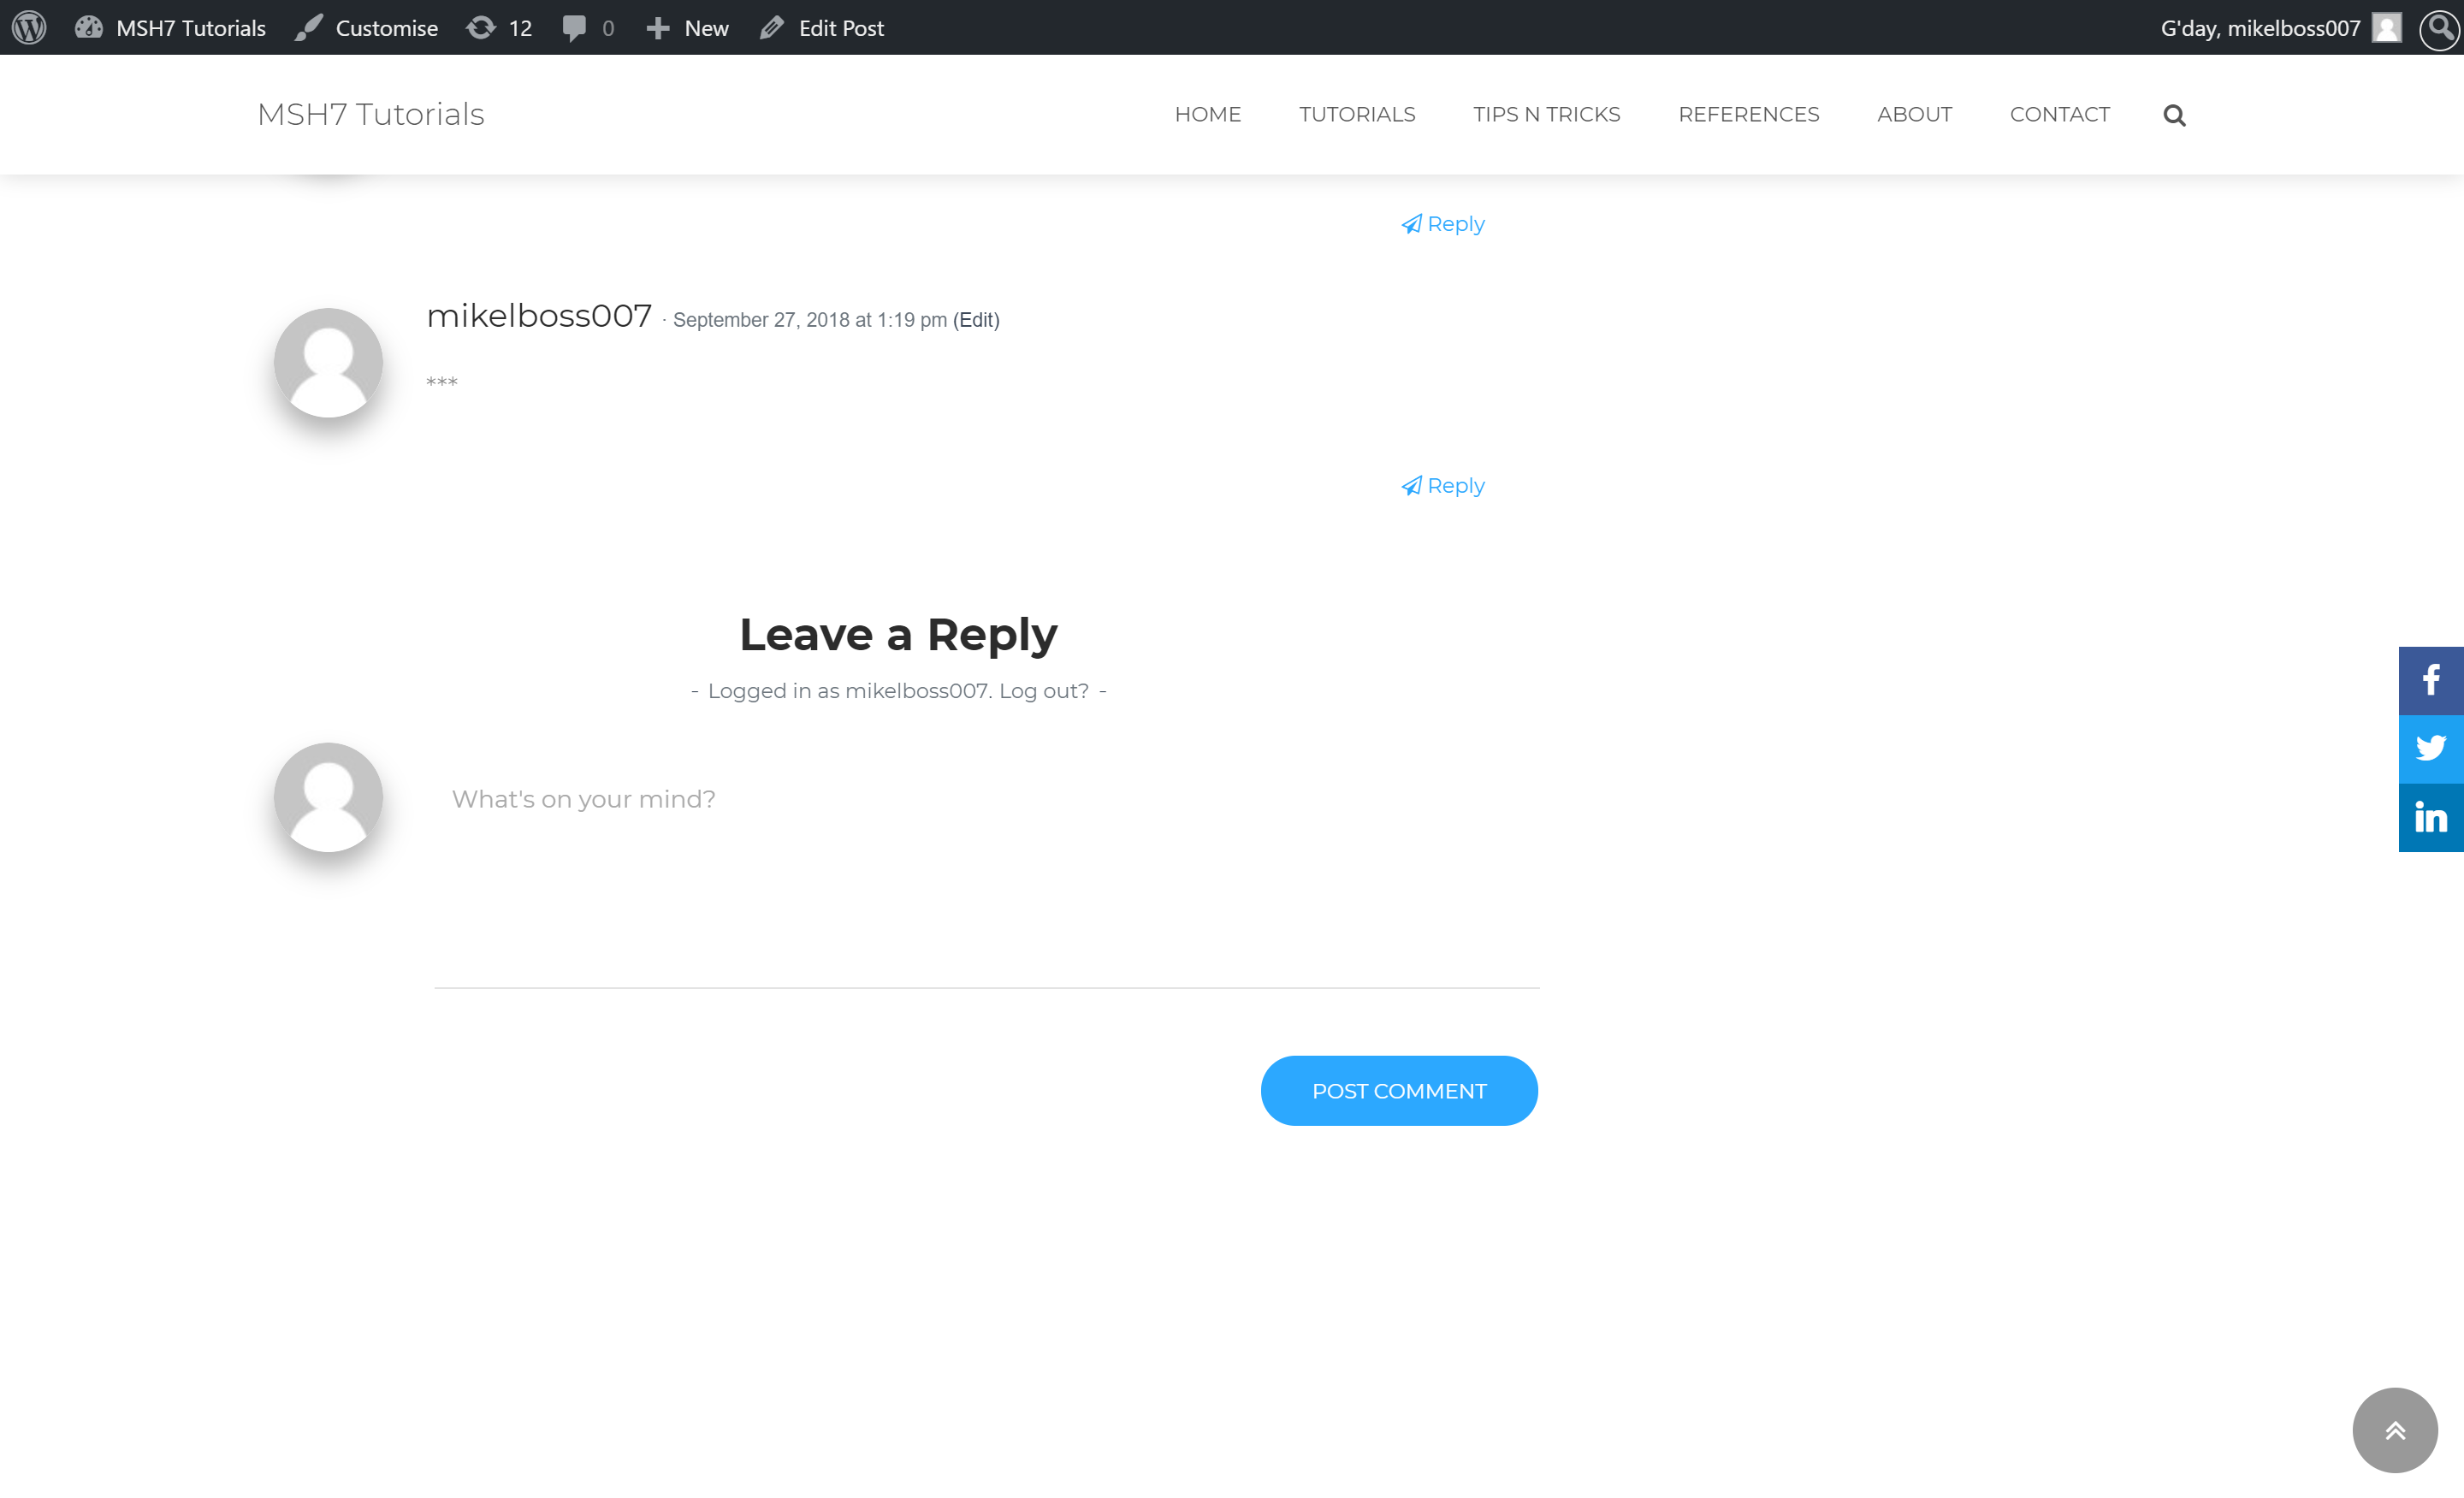 MSH7 Tutorials Customise 12 0 New Edit Post G'day, mikelboss007
MSH7 Tutorials HOME TUTORIALS TIPS N TRICKS REFERENCES ABOUT CONTACT
Reply
mikelboss007 · September 27, 2018 at 1:19 pm (Edit)
***
Reply
Leave a Reply
- Logged in as mikelboss007. Log out? -
What's on your mind?
POST COMMENT